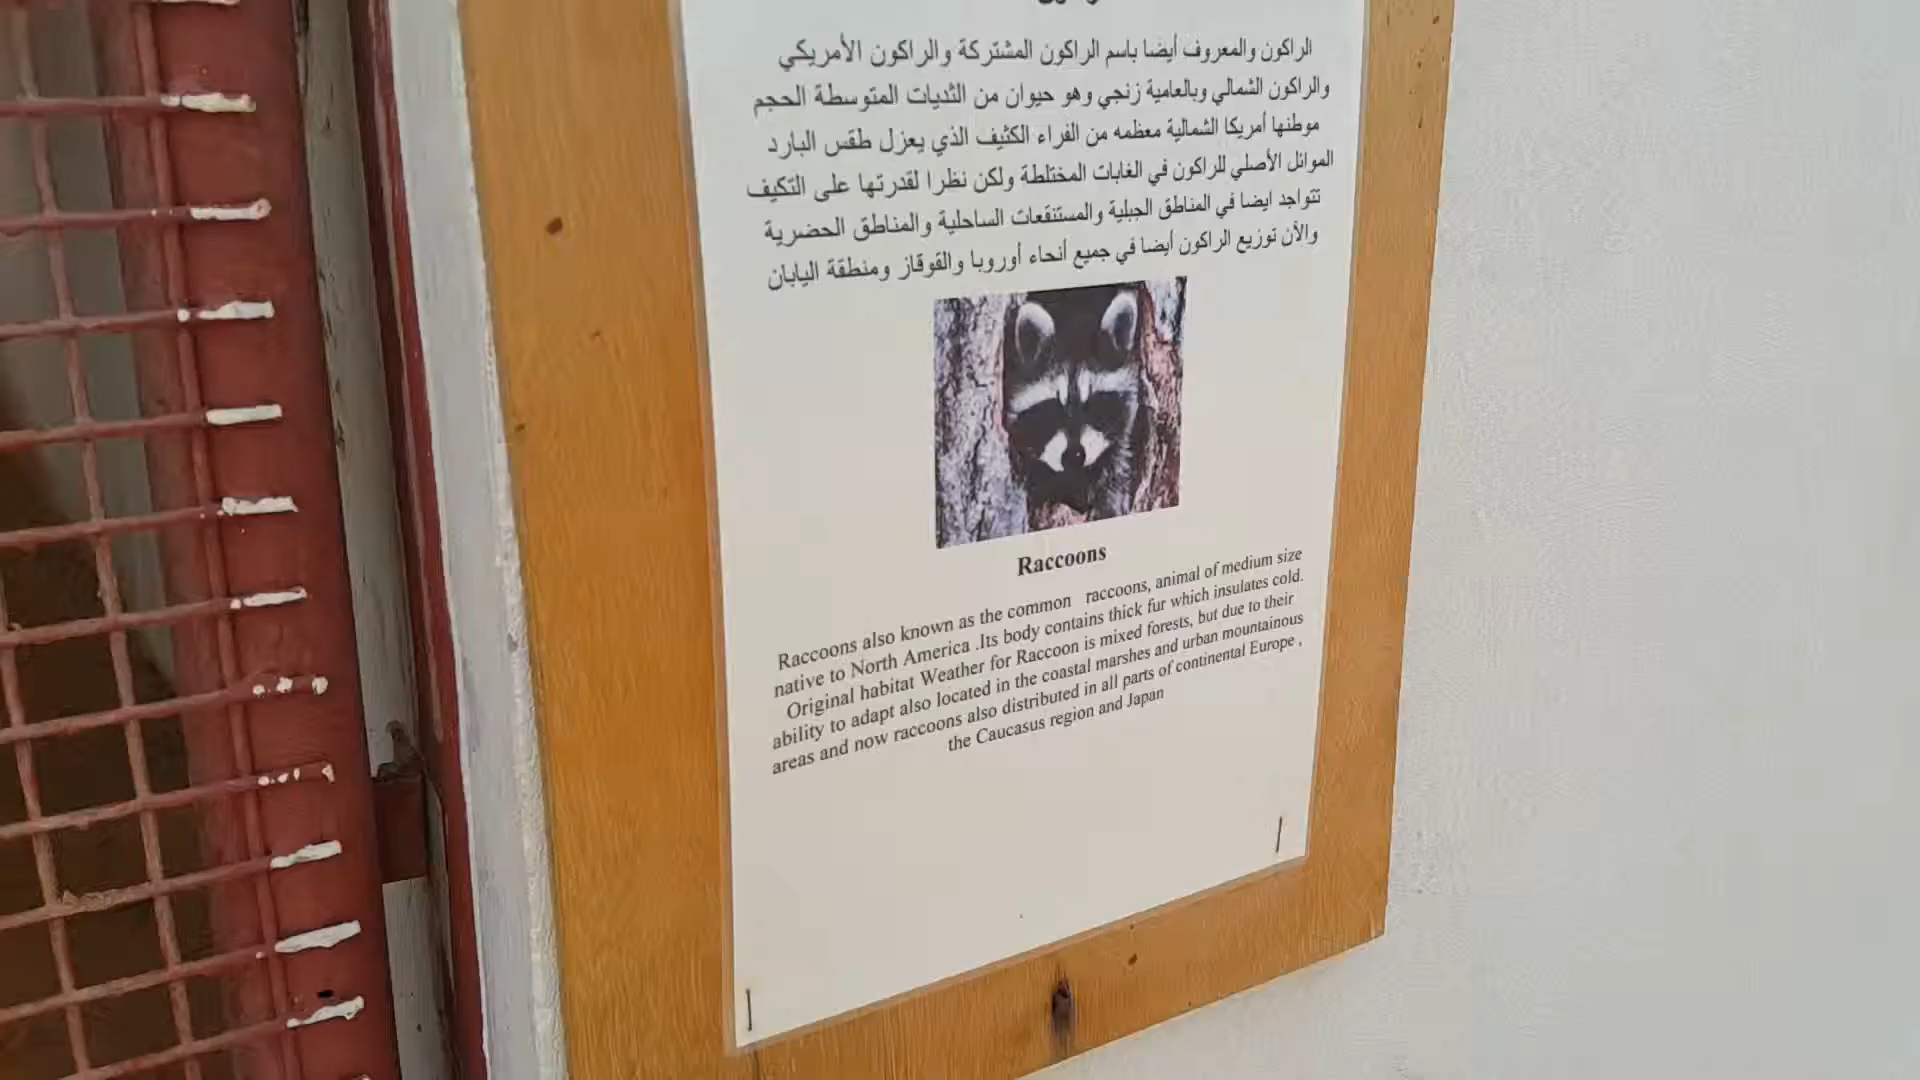 الراكون والمعروف أيضا باسم الراكون المشتركة والراكون الأمريكي
والراكون الشمالي وبالعامية زنجي وهو حيوان من الثديات المتوسطة الحجم
موطنها أمريكا الشمالية معظمه من الفراء الكثيف الذي يعزل طقس البارد
الموائل الأصلي للراكون في الغابات المختلطة ولكن نظرا لقدرتها على التكيف
تتواجد ايضا في المناطق الجبلية والمستنقعات الساحلية والمناطق الحضرية
والأن توزيع الراكون أيضا في جميع أنحاء أوروبا والقوقاز ومنطقة اليابان
Raccoons
Raccoons also known as the common raccoons, animal of medium size
native to North America .Its body contains thick fur which insulates cold.
Original habitat Weather for Raccoon is mixed forests, but due to their
ability to adapt also located in the coastal marshes and urban mountainous
areas and now raccoons also distributed in all parts of continental Europe ,
the Caucasus region and Japan